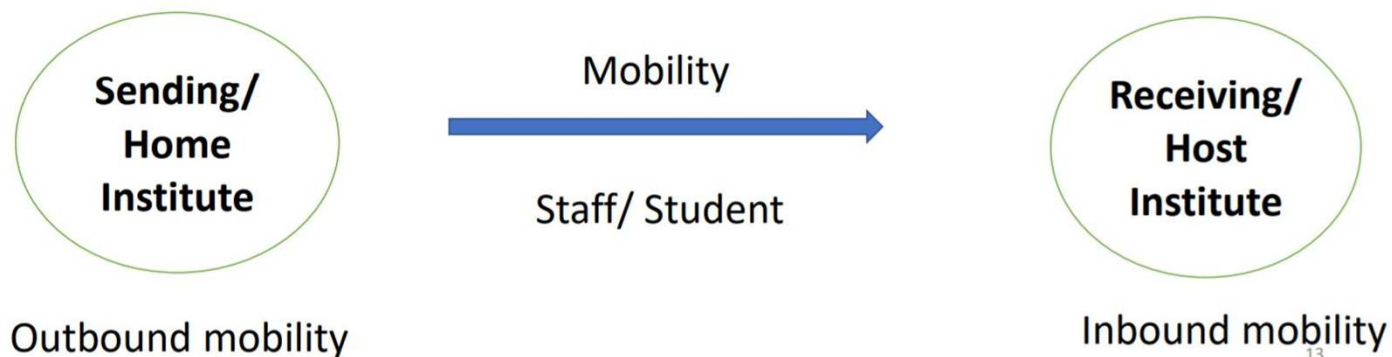 Sending/
Home
Institute
Mobility
Staff/ Student
Receiving/
Host
Institute
Outbound mobility
Inbound mobility
13